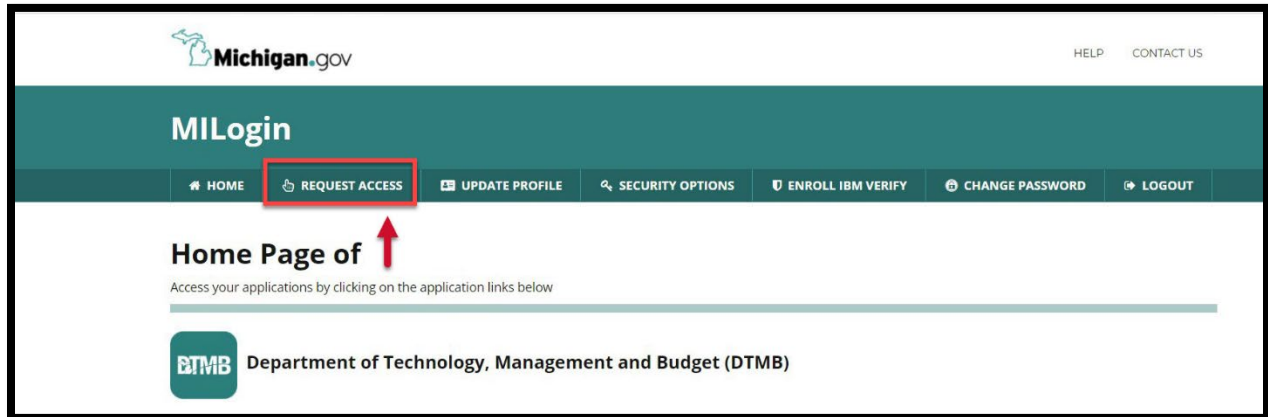 Michigan.gov
HELP CONTACT US
MILogin
HOME REQUEST ACCESS UPDATE PROFILE SECURITY OPTIONS ENROLL IBM VERIFY CHANGE PASSWORD LOGOUT
Home Page of
Access your applications by clicking on the application links below
DTMB Department of Technology, Management and Budget (DTMB)